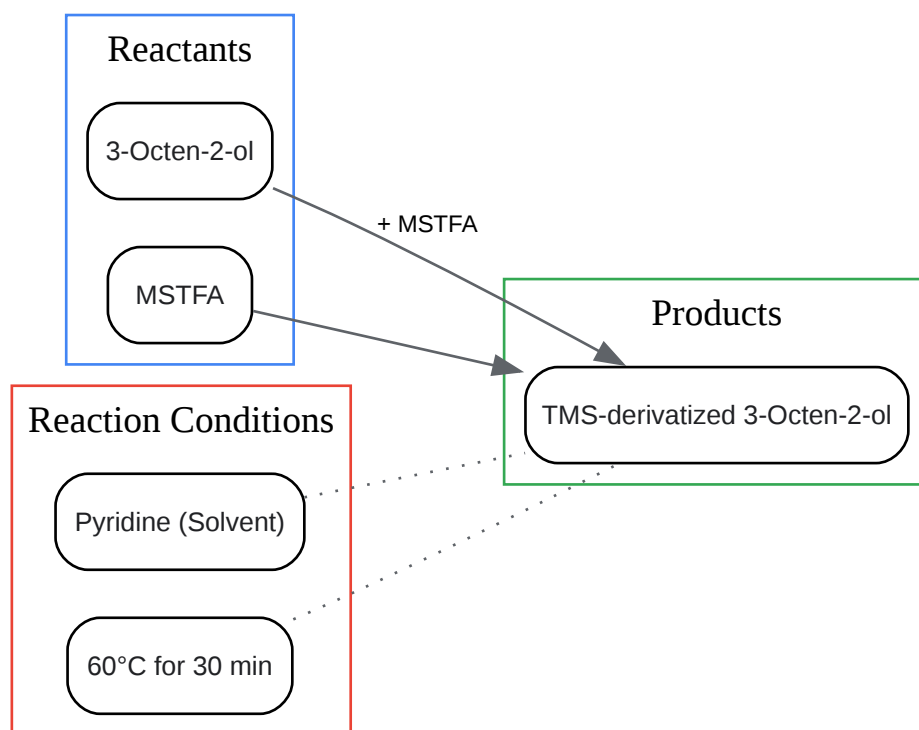 Reactants
3-Octen-2-ol
+ MSTFA
MSTFA
Products
TMS-derivatized 3-Octen-2-ol
Reaction Conditions
Pyridine (Solvent)
60°C for 30 min